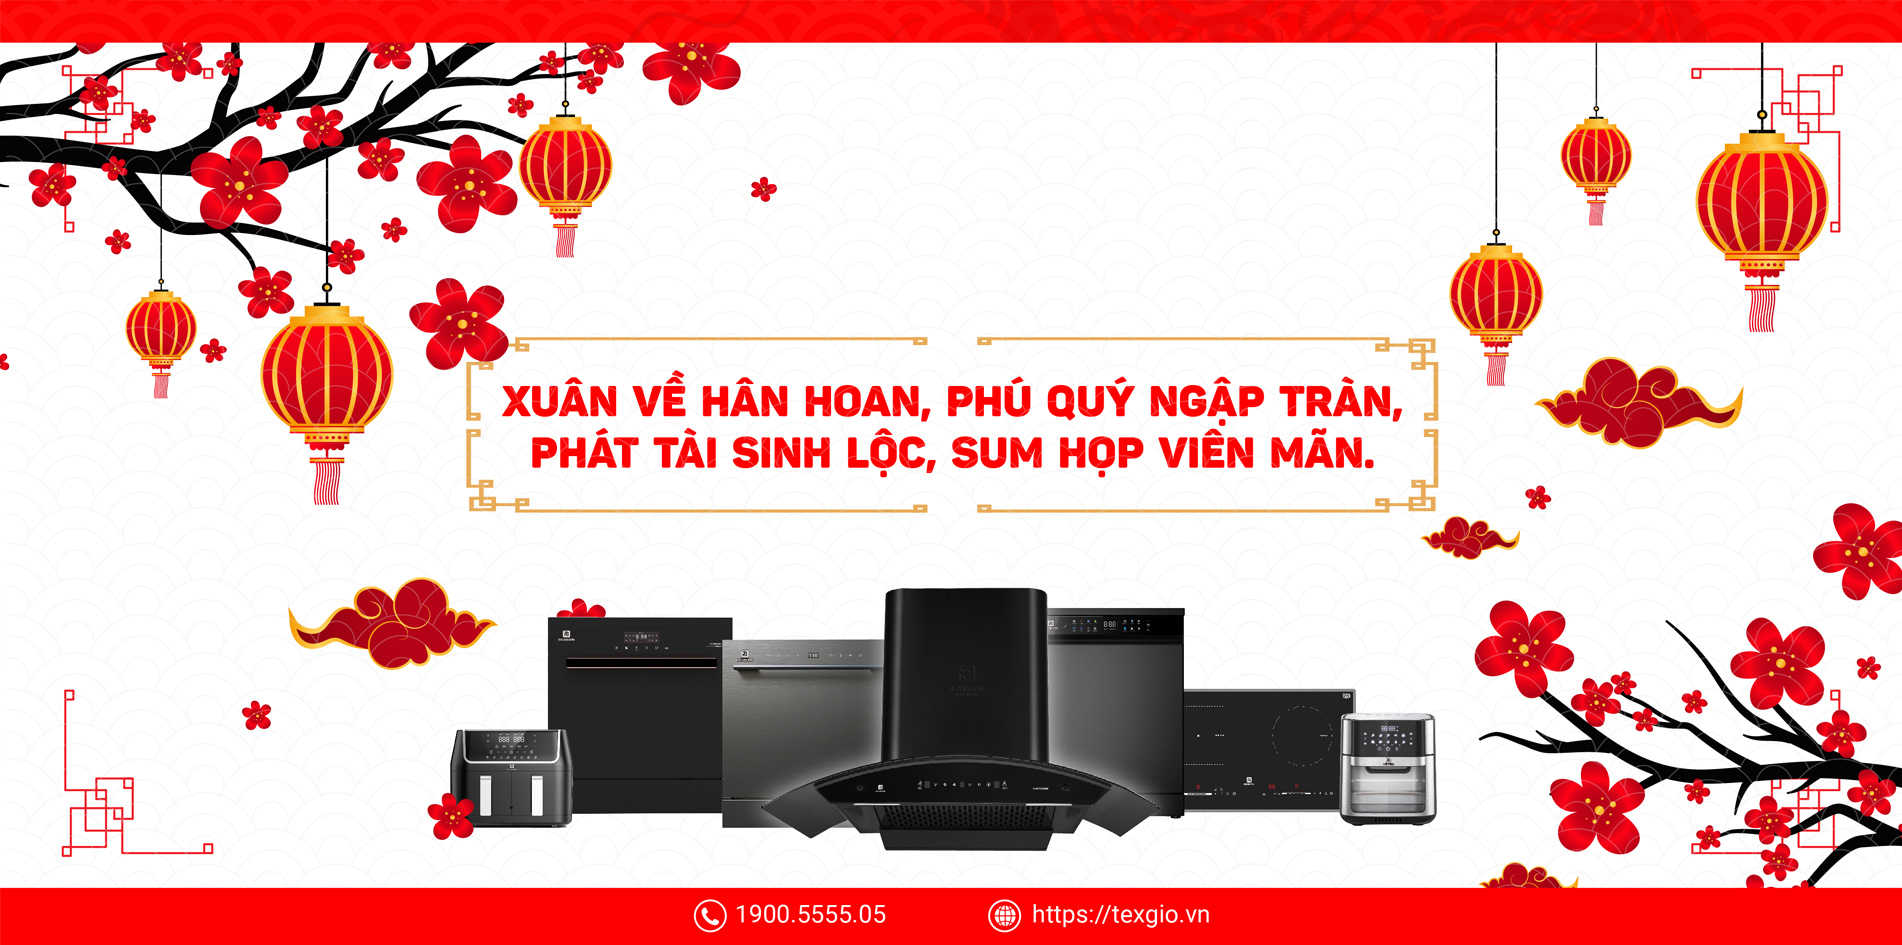 XUÂN VỀ HÂN HOAN, PHÚ QUÝ NGẬP TRÀN,
PHÁT TÀI SINH LỘC, SUM HỌP VIÊN MÃN.
1900.5555.05
https://texgio.vn